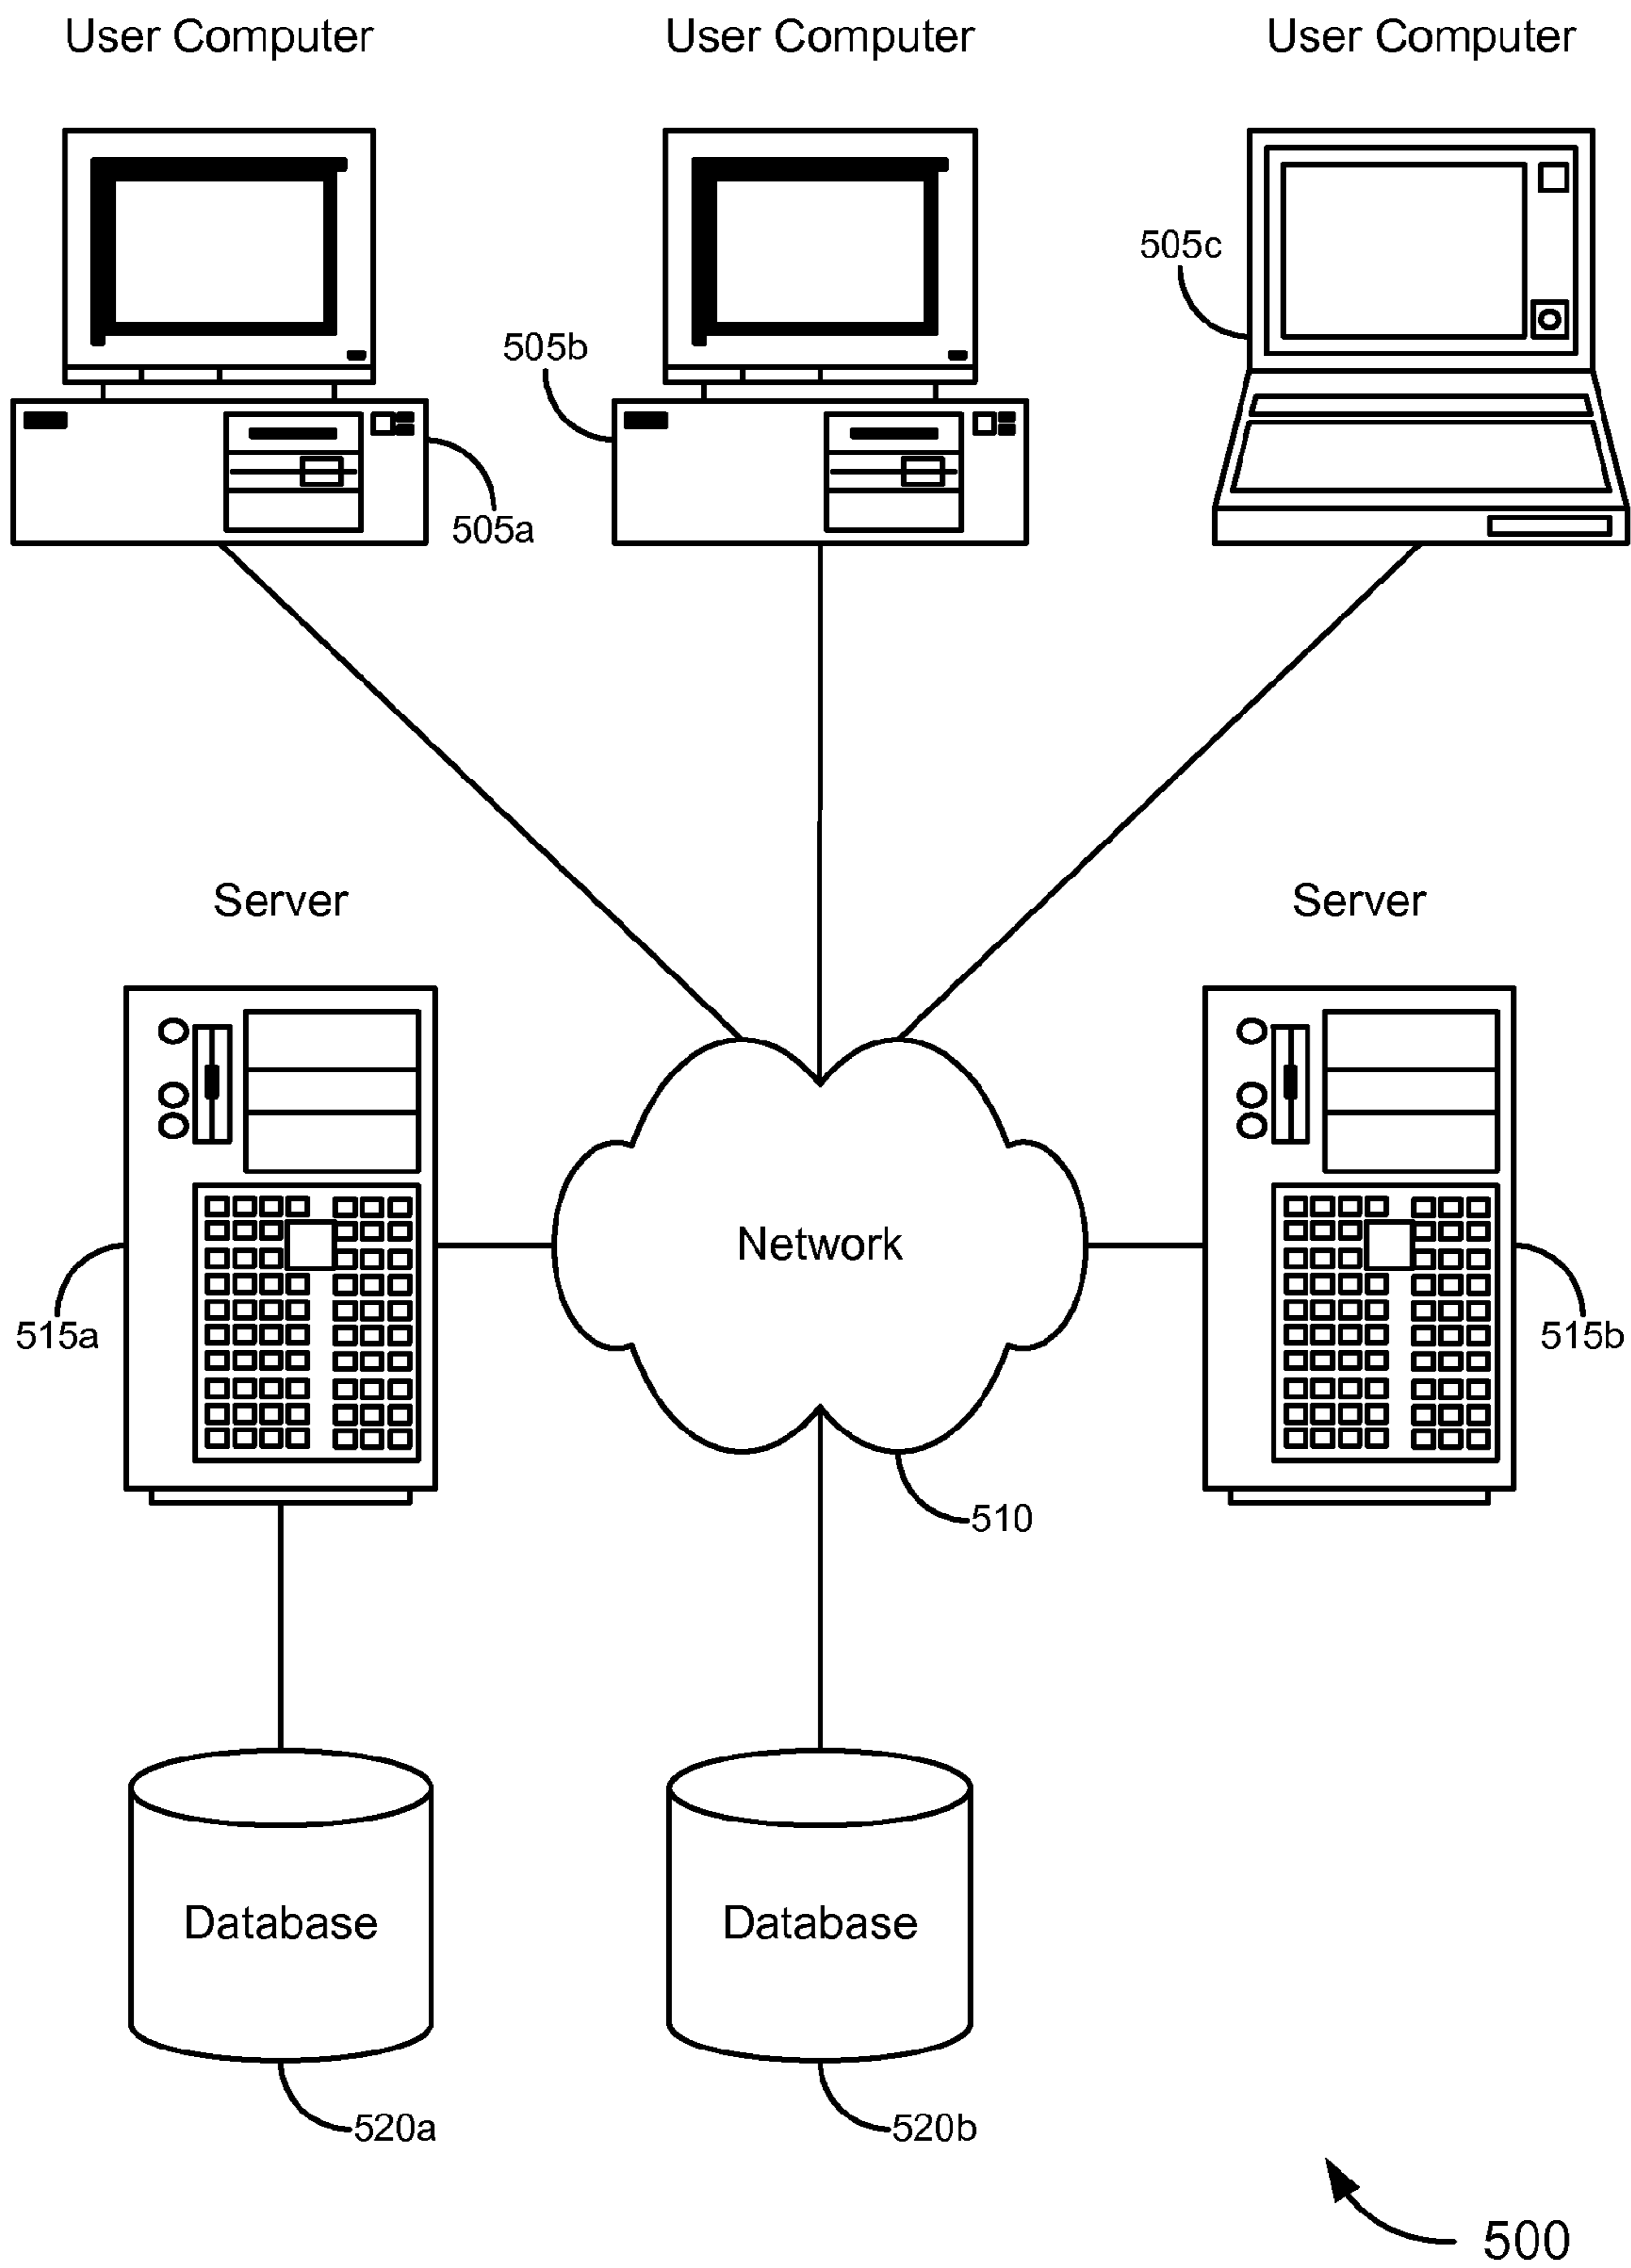 User Computer
User Computer
User Computer
505c
505b
505a
Server
Server
Network
515a
515b
510
Database
Database
520a
520b
500